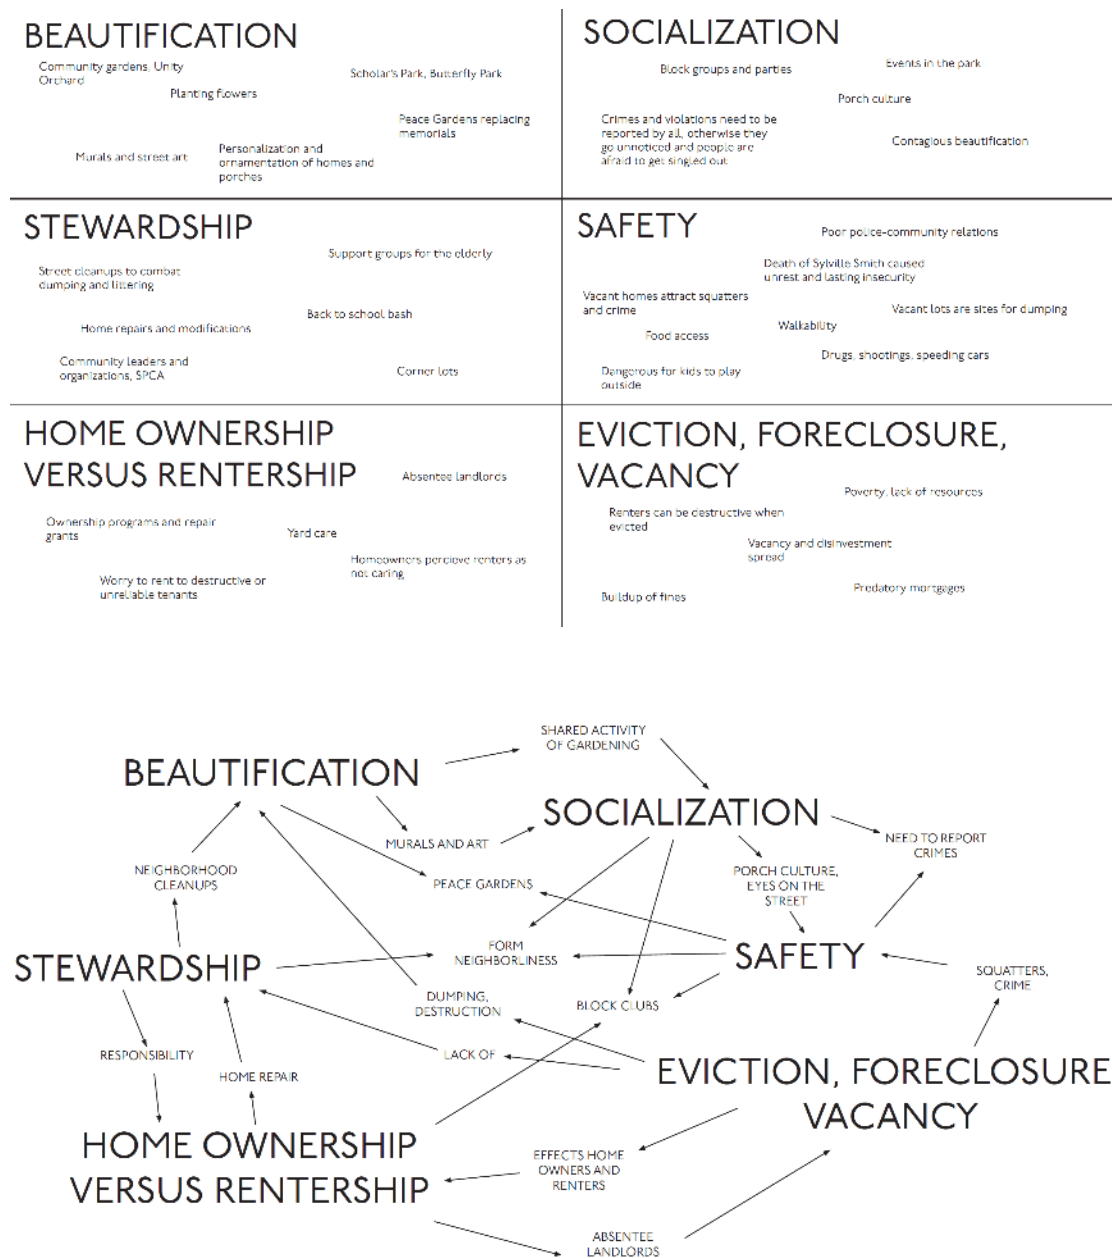 BEAUTIFICATION
Community gardens, Unity
Orchard
Scholar's Park, Butterfly Park
Planting flowers
Peace Gardens replacing
memorials
Murals and street art
Personalization and
ornamentation of homes and
porches
SOCIALIZATION
Block groups and parties
Events in the park
Porch culture
Crimes and violations need to be
reported by all, otherwise they
go unnoticed and people are
afraid to get singled out
Contagious beautification
STEWARDSHIP
Support groups for the elderly
Street cleanups to combat
dumping and littering
Back to school bash
Home repairs and modifications
Community leaders and
organizations, SPCA
Corner lots
SAFETY
Poor police-community relations
Death of Sylville Smith caused
unrest and lasting insecurity
Vacant homes attract squatters
and crime
Vacant lots are sites for dumping
Walkability
Food access
Drugs, shootings, speeding cars
Dangerous for kids to play
outside
HOME OWNERSHIP
VERSUS RENTERSHIP
Absentee landlords
Ownership programs and repair
grants
Yard care
Homeowners percieve renters as
not caring
Worry to rent to destructive or
unreliable tenants
EVICTION, FORECLOSURE,
VACANCY
Poverty, lack of resources
Renters can be destructive when
evicted
Vacancy and disinvestment
spread
Predatory mortgages
Buildup of fines
SHARED ACTIVITY
OF GARDENING
BEAUTIFICATION
SOCIALIZATION
MURALS AND ART
NEED TO REPORT
CRIMES
NEIGHBORHOOD
CLEANUPS
PEACE GARDENS
PORCH CULTURE,
EYES ON THE
STREET
FORM
NEIGHBORLINESS
STEWARDSHIP
SAFETY
SQUATTERS,
CRIME
DUMPING,
DESTRUCTION
BLOCK CLUBS
RESPONSIBILITY
LACK OF
HOME REPAIR
EVICTION, FORECLOSURE
VACANCY
HOME OWNERSHIP
VERSUS RENTERSHIP
EFFECTS HOME
OWNERS AND
RENTERS
ABSENTEE
LANDLORDS